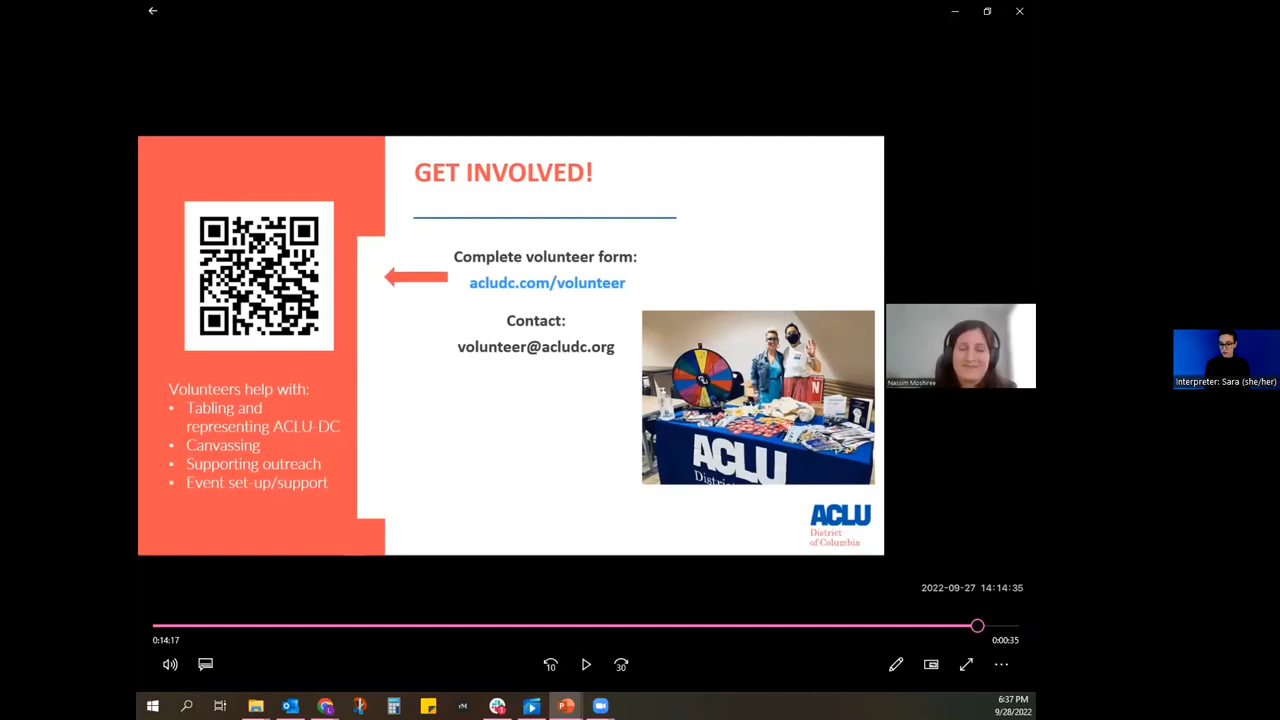 GET INVOLVED!
Complete volunteer form:
acludc.com/volunteer
Contact:
volunteer@acludc.org
Volunteers help with:
• Tabling and
representing ACLU-DC
• Canvassing
• Supporting outreach
• Event set-up/support
ACLU
ACLU
District
of Columbia
Nassim Moshiree
Interpreter: Sara (she/her)
2022-09-27 14:14:35
0:14:17
0:00:35
10
30
6:37 PM
9/28/2022